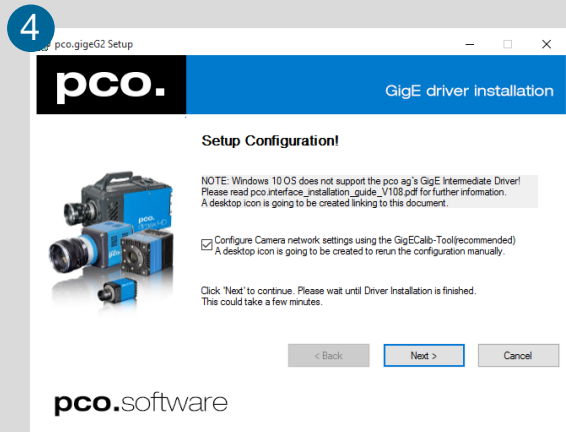 4
pco.gigeG2 Setup
pco.
GigE driver installation
Setup Configuration!
NOTE: Windows 10 OS does not support the pco ag's GigE Intermediate Driver!
Please read pco.interface_installation_guide_V108.pdf for further information.
A desktop icon is going to be created linking to this document.
Configure Camera network settings using the GigECalib-Tool(recommended)
A desktop icon is going to be created to rerun the configuration manually.
Click 'Next' to continue. Please wait until Driver Installation is finished.
This could take a few minutes.
< Back Next > Cancel
pco.
dimax HD
pco.software